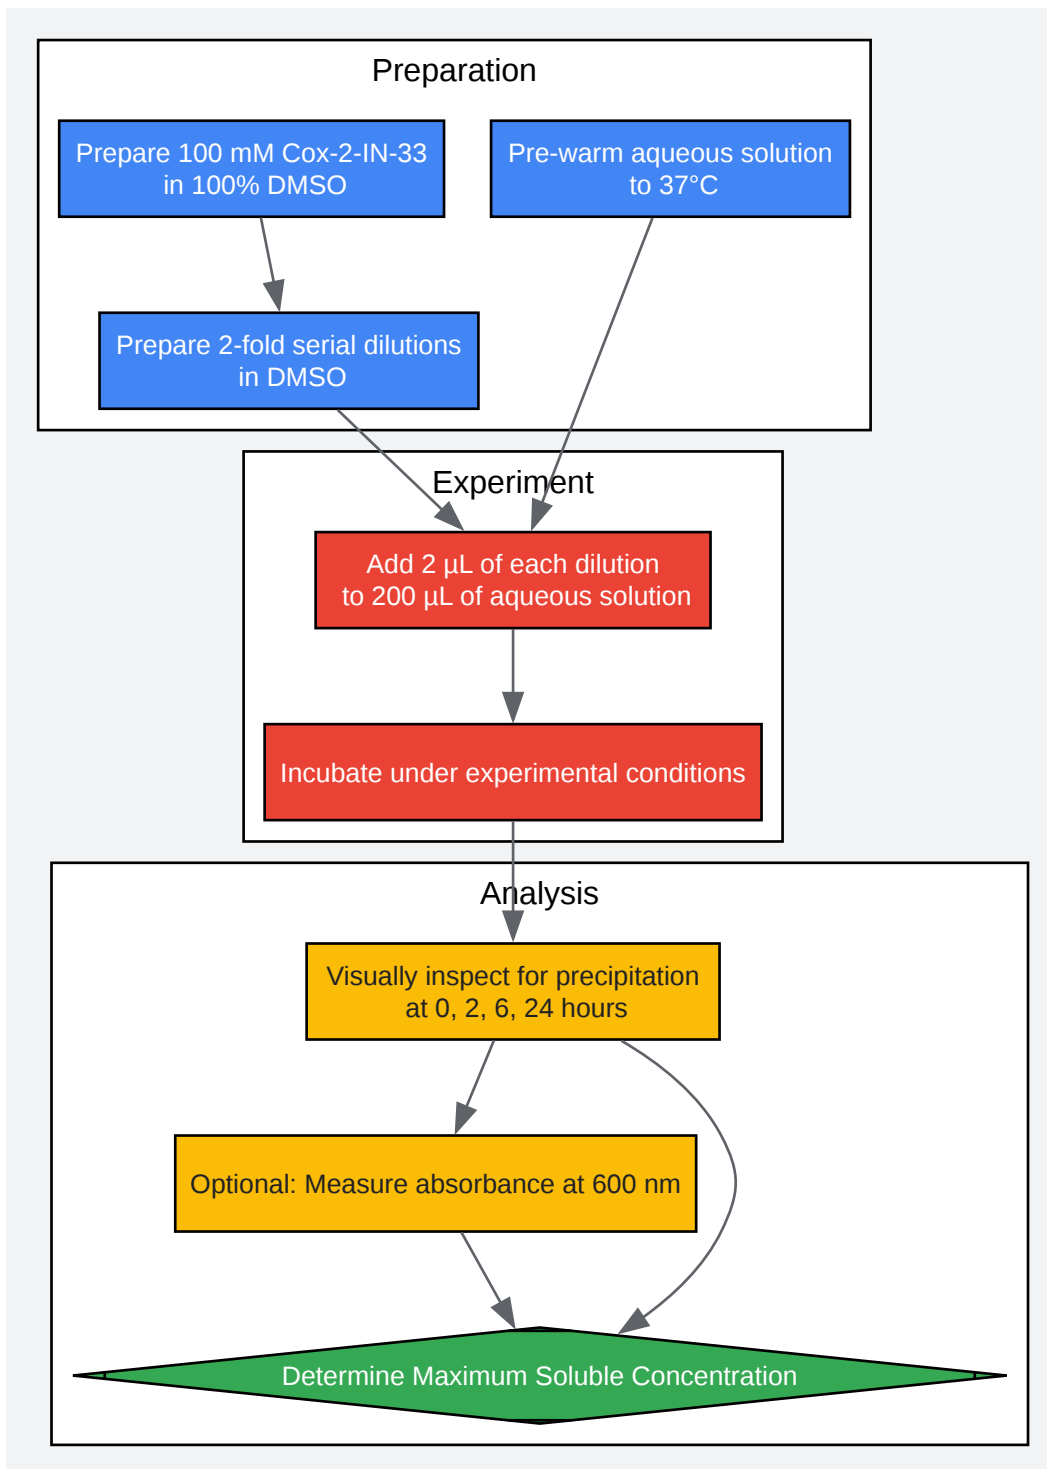 Preparation
Prepare 100 mM Cox-2-IN-33
in 100% DMSO
Pre-warm aqueous solution
to 37°C
Prepare 2-fold serial dilutions
in DMSO
Experiment
Add 2 µL of each dilution
to 200 µL of aqueous solution
Incubate under experimental conditions
Analysis
Visually inspect for precipitation
at 0, 2, 6, 24 hours
Optional: Measure absorbance at 600 nm
Determine Maximum Soluble Concentration